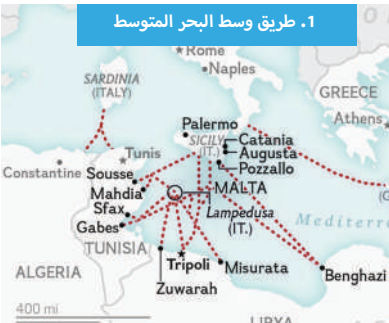 1. طريق وسط البحر المتوسط
Rome
Naples
SARDINIA
(ITALY)
GREECE
Athens
Palermo
SICILY
(IT.)
Catania
Augusta
Pozzallo
Tunis
Constantine
Sousse
Mahdia
Sfax
Gabes
MALTA
Lampedusa
(IT.)
Mediterr
TUNISIA
ALGERIA
Tripoli
Misurata
Benghazi
Zuwarah
400 mi